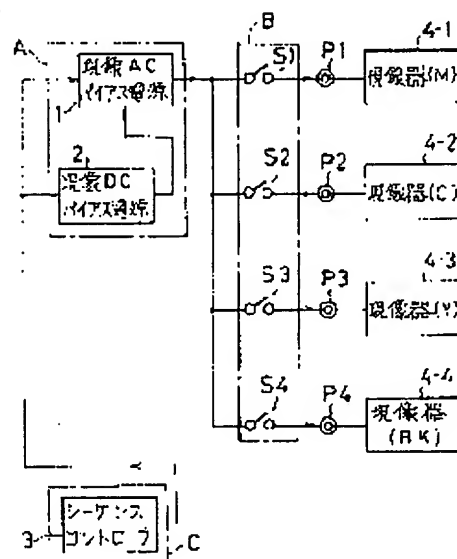 B
A
現像AC
バイアス電源
1
2
現像DC
バイアス電源
S1
P1
4-1
現像器(M)
S2
P2
4-2
現像器(C)
S3
P3
4-3
現像器(Y)
S4
P4
4-4
現像器
(BK)
3
シーケンス
コントローラ
C